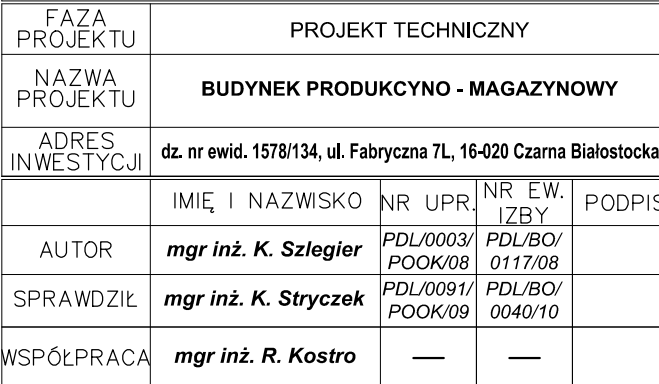 FAZA
PROJEKTU
PROJEKT TECHNICZNY
NAZWA
PROJEKTU
BUDYNEK PRODUKCYNO - MAGAZYNOWY
ADRES
INWESTYCJI
dz. nr ewid. 1578/134, ul. Fabryczna 7L, 16-020 Czarna Białostocka
IMIĘ I NAZWISKO
NR UPR.
NR EW.
IZBY
PODPIS
AUTOR
mgr inż. K. Szlegier
PDL/0003/
POOK/08
PDL/BO/
0117/08
SPRAWDZIŁ
mgr inż. K. Stryczek
PDL/0091/
POOK/09
PDL/BO/
0040/10
WSPÓŁPRACA
mgr inż. R. Kostro
— —